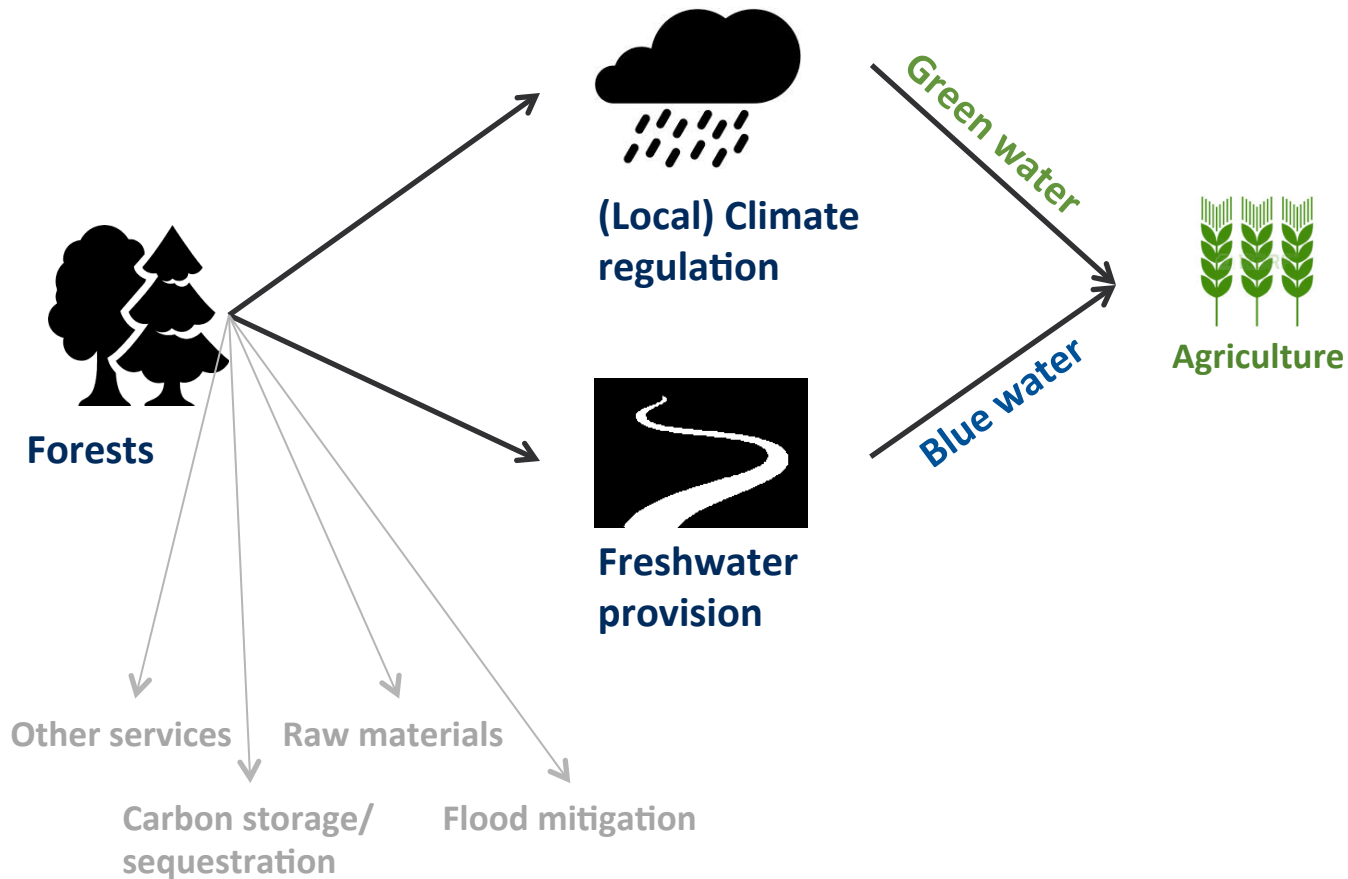 Green water
(Local) Climate
regulation
Agriculture
Forests
Blue water
Freshwater
provision
Other services
Raw materials
Carbon storage/
sequestration
Flood mitigation